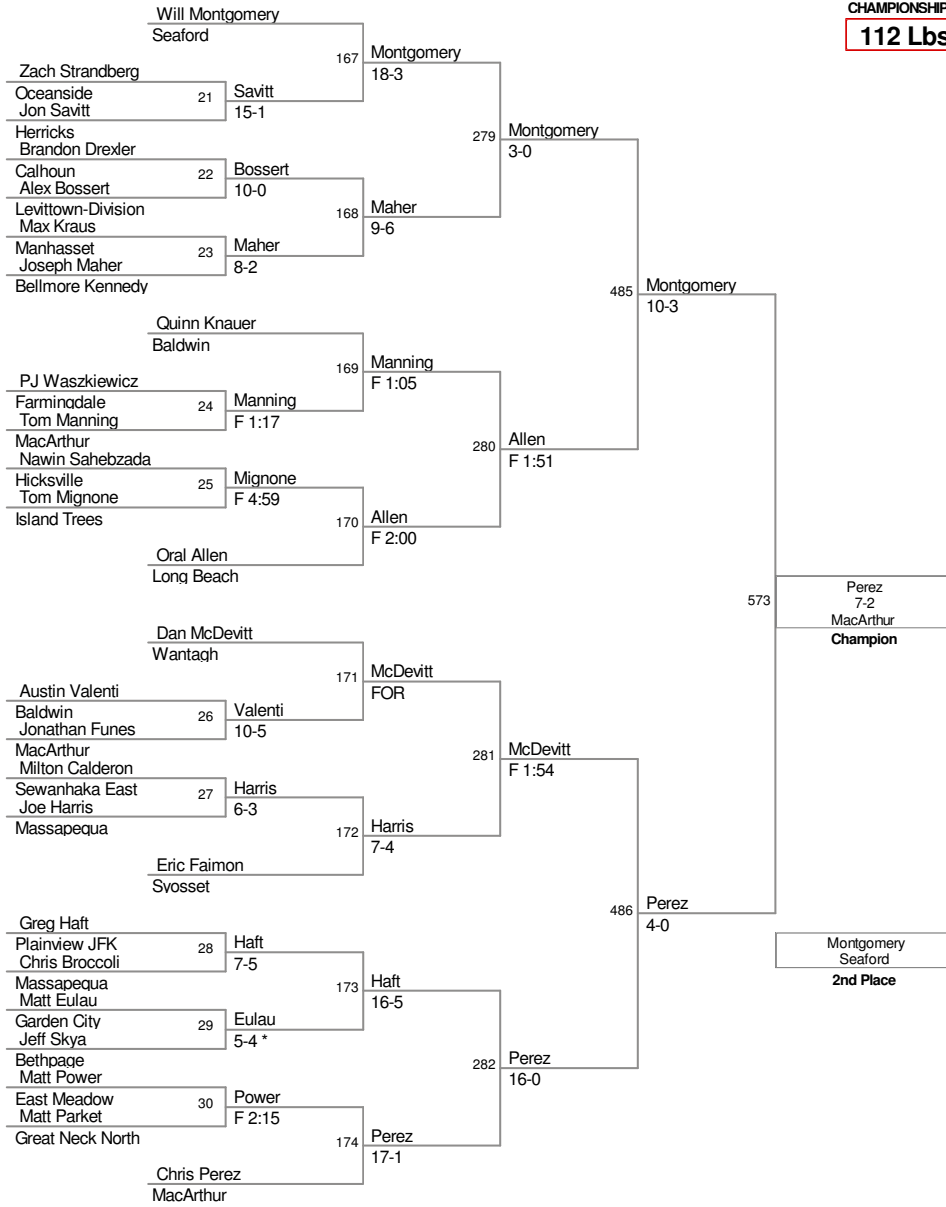 CHAMPIONSHIP
112 Lbs
Will Montgomery
Seaford
167
Montgomery
18-3
Zach Strandberg
Oceanside
21
Savitt
15-1
Jon Savitt
Herricks
279
Montgomery
3-0
Brandon Drexler
Calhoun
22
Bossert
10-0
Alex Bossert
Levittown-Division
168
Maher
9-6
Max Kraus
Manhasset
23
Maher
8-2
Joseph Maher
Bellmore Kennedy
485
Montgomery
10-3
Quinn Knauer
Baldwin
169
Manning
F 1:05
PJ Waszkiewicz
Farmingdale
24
Manning
F 1:17
Tom Manning
MacArthur
280
Allen
F 1:51
Nawin Sahebzada
Hicksville
25
Mignone
F 4:59
Tom Mignone
Island Trees
170
Allen
F 2:00
Oral Allen
Long Beach
573
Perez
7-2
MacArthur
Champion
Dan McDevitt
Wantagh
171
McDevitt
FOR
Austin Valenti
Baldwin
26
Valenti
10-5
Jonathan Funes
MacArthur
281
McDevitt
F 1:54
Milton Calderon
Sewanhaka East
27
Harris
6-3
Joe Harris
Massapequa
172
Harris
7-4
Eric Faimon
Syosset
486
Perez
4-0
Greg Haft
Plainview JFK
28
Haft
7-5
Chris Broccoli
Massapequa
173
Haft
16-5
Montgomery
Seaford
2nd Place
Matt Eulau
Garden City
29
Eulau
5-4 *
Jeff Skya
Bethpage
282
Perez
16-0
Matt Power
East Meadow
30
Power
F 2:15
Matt Parket
Great Neck North
174
Perez
17-1
Chris Perez
MacArthur